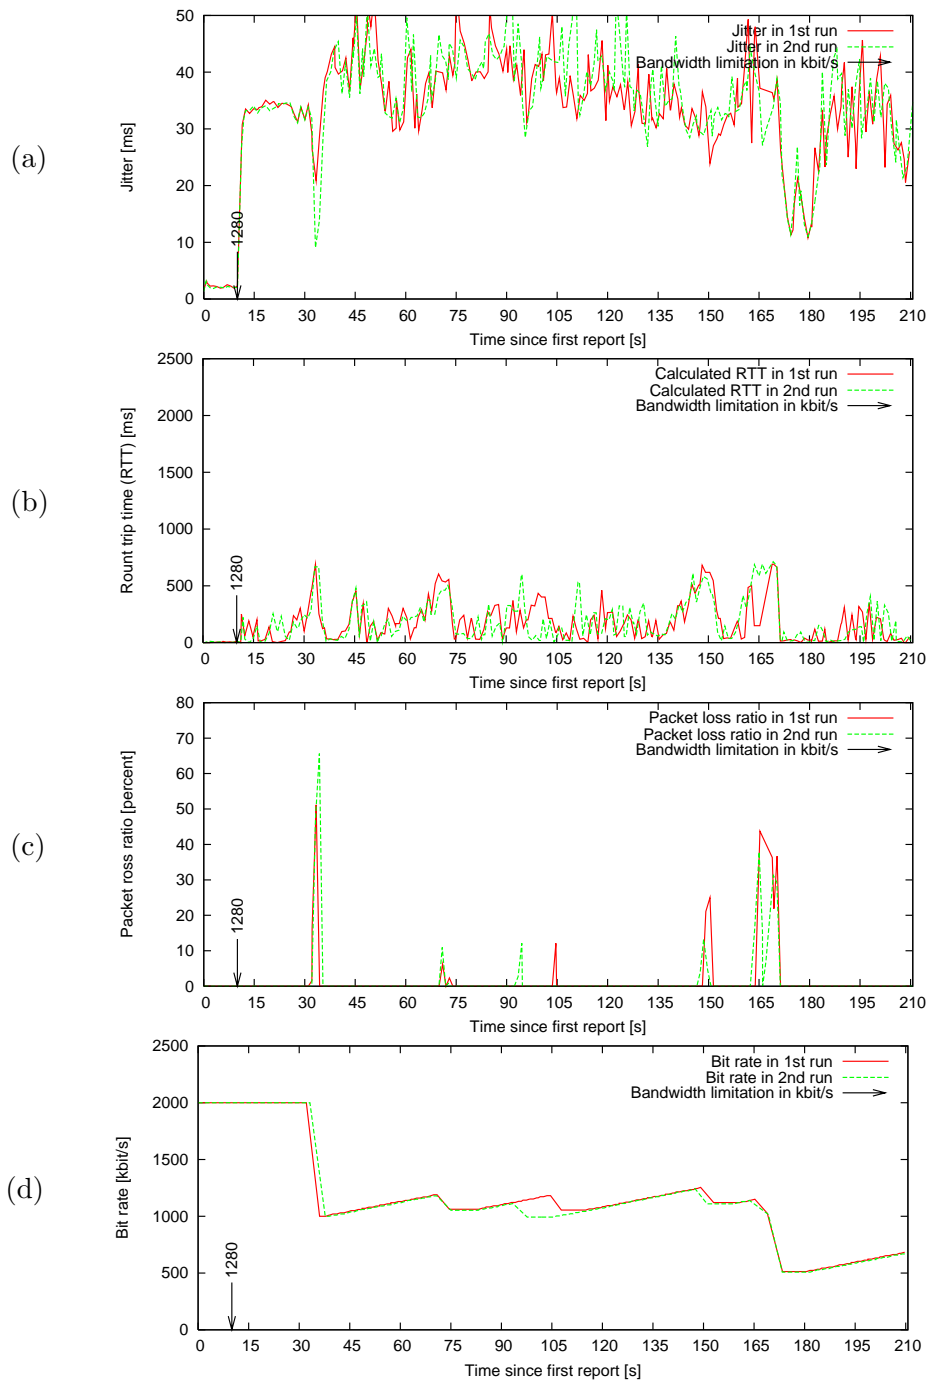 (a)
Jitter [ms]
50
40
30
20
10
0
Jitter in 1st run
Jitter in 2nd run
Bandwidth limitation in kbit/s
1280
0 15 30 45 60 75 90 105 120 135 150 165 180 195 210
Time since first report [s]
(b)
Rount trip time (RTT) [ms]
2500
2000
1500
1000
500
0
Calculated RTT in 1st run
Calculated RTT in 2nd run
Bandwidth limitation in kbit/s
1280
0 15 30 45 60 75 90 105 120 135 150 165 180 195 210
Time since first report [s]
(c)
Packet ross ratio [percent]
80
70
60
50
40
30
20
10
0
Packet loss ratio in 1st run
Packet loss ratio in 2nd run
Bandwidth limitation in kbit/s
1280
0 15 30 45 60 75 90 105 120 135 150 165 180 195 210
Time since first report [s]
(d)
Bit rate [kbit/s]
2500
2000
1500
1000
500
0
Bit rate in 1st run
Bit rate in 2nd run
Bandwidth limitation in kbit/s
1280
0 15 30 45 60 75 90 105 120 135 150 165 180 195 210
Time since first report [s]